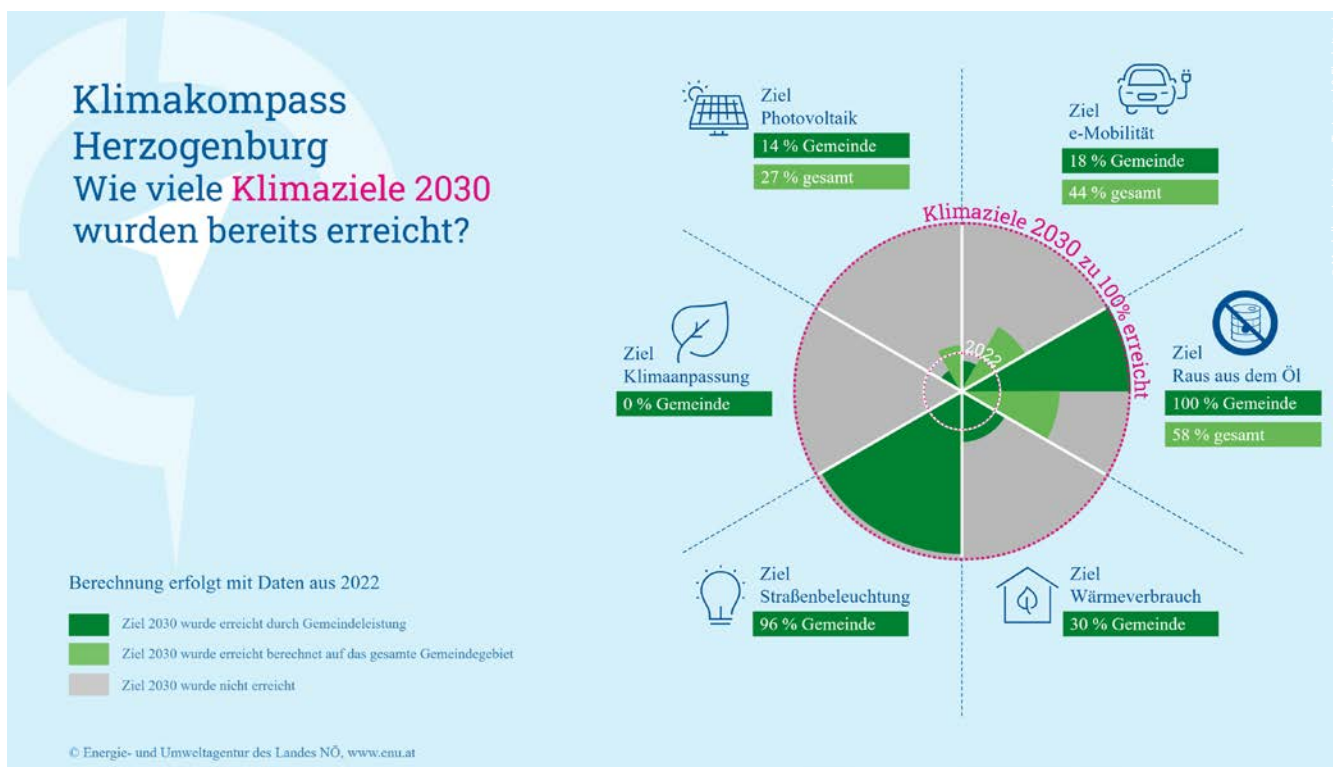 Klimakompass
Herzogenburg
Wie viele Klimaziele 2030
wurden bereits erreicht?
Ziel
Photovoltaik
14 % Gemeinde
27 % gesamt
Ziel
e-Mobilität
18 % Gemeinde
44 % gesamt
Klimaziele 2030 zu 100% erreicht
2022
Ziel
Klimaanpassung
0 % Gemeinde
Ziel
Raus aus dem Öl
100 % Gemeinde
58 % gesamt
Ziel
Straßenbeleuchtung
96 % Gemeinde
Ziel
Wärmeverbrauch
30 % Gemeinde
Berechnung erfolgt mit Daten aus 2022
Ziel 2030 wurde erreicht durch Gemeindeleistung
Ziel 2030 wurde erreicht berechnet auf das gesamte Gemeindegebiet
Ziel 2030 wurde nicht erreicht
© Energie- und Umweltagentur des Landes NÖ, www.enu.at